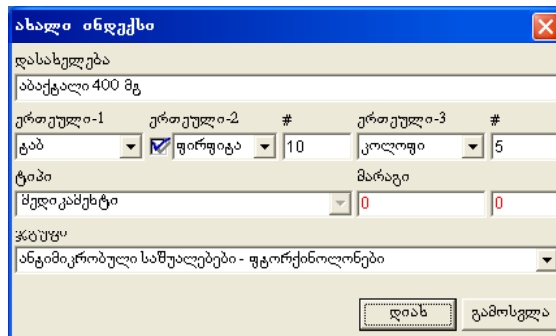 ახალი ინდექსი
დასახელება
აბაქტალი 400 მგ
ერთეული-1 ერთეული-2 # ერთეული-3 #
ტაბ ფირფიტა 10 კოლოფი 5
ტიპი მარაგი
მედიკამენტი 0 0
ჯგუფი
ანტიმიკრობული საშუალებები - ფტორქინოლონები
დიახ გამოსვლა